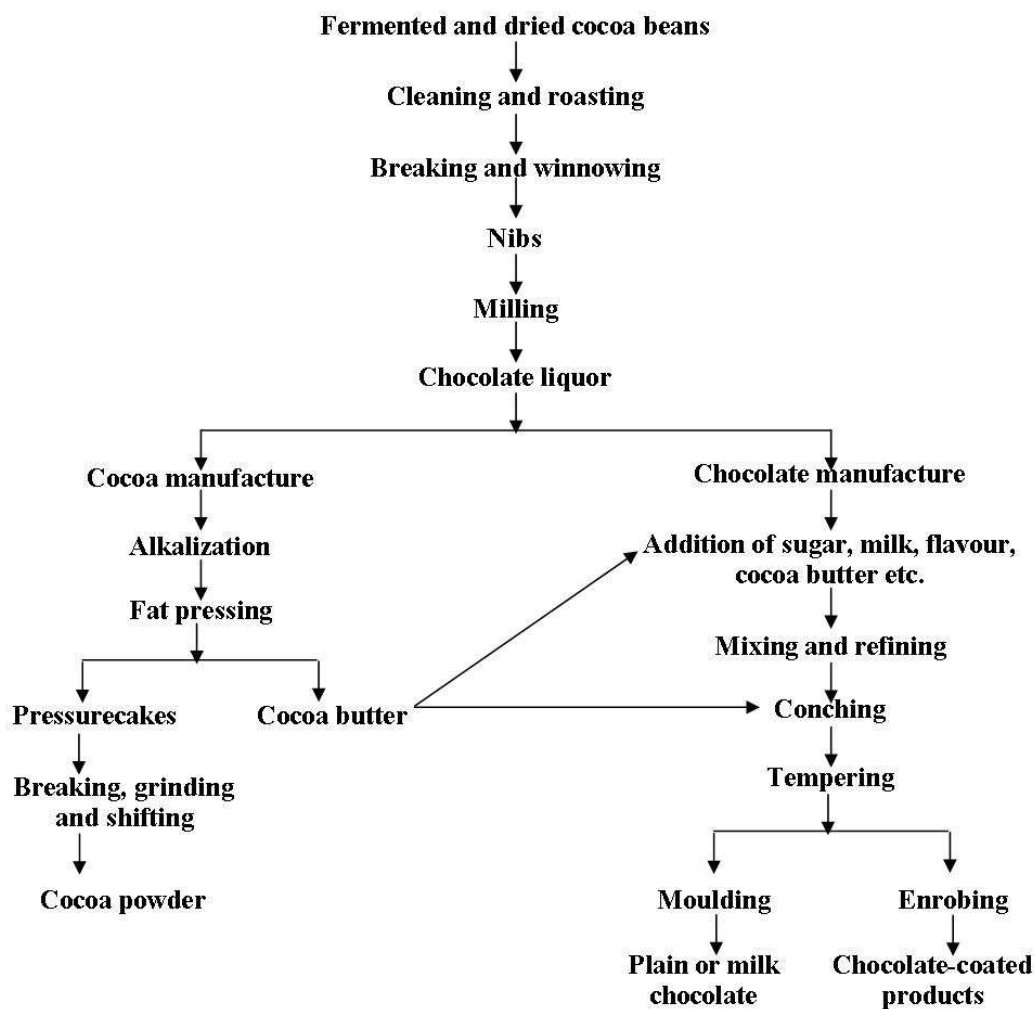 Fermented and dried cocoa beans
Cleaning and roasting
Breaking and winnowing
Nibs
Milling
Chocolate liquor
Cocoa manufacture
Alkalization
Fat pressing
Pressurecakes
Cocoa butter
Breaking, grinding
and shifting
Cocoa powder
Chocolate manufacture
Addition of sugar, milk, flavour,
cocoa butter etc.
Mixing and refining
Conching
Tempering
Moulding
Enrobing
Plain or milk
chocolate
Chocolate-coated
products